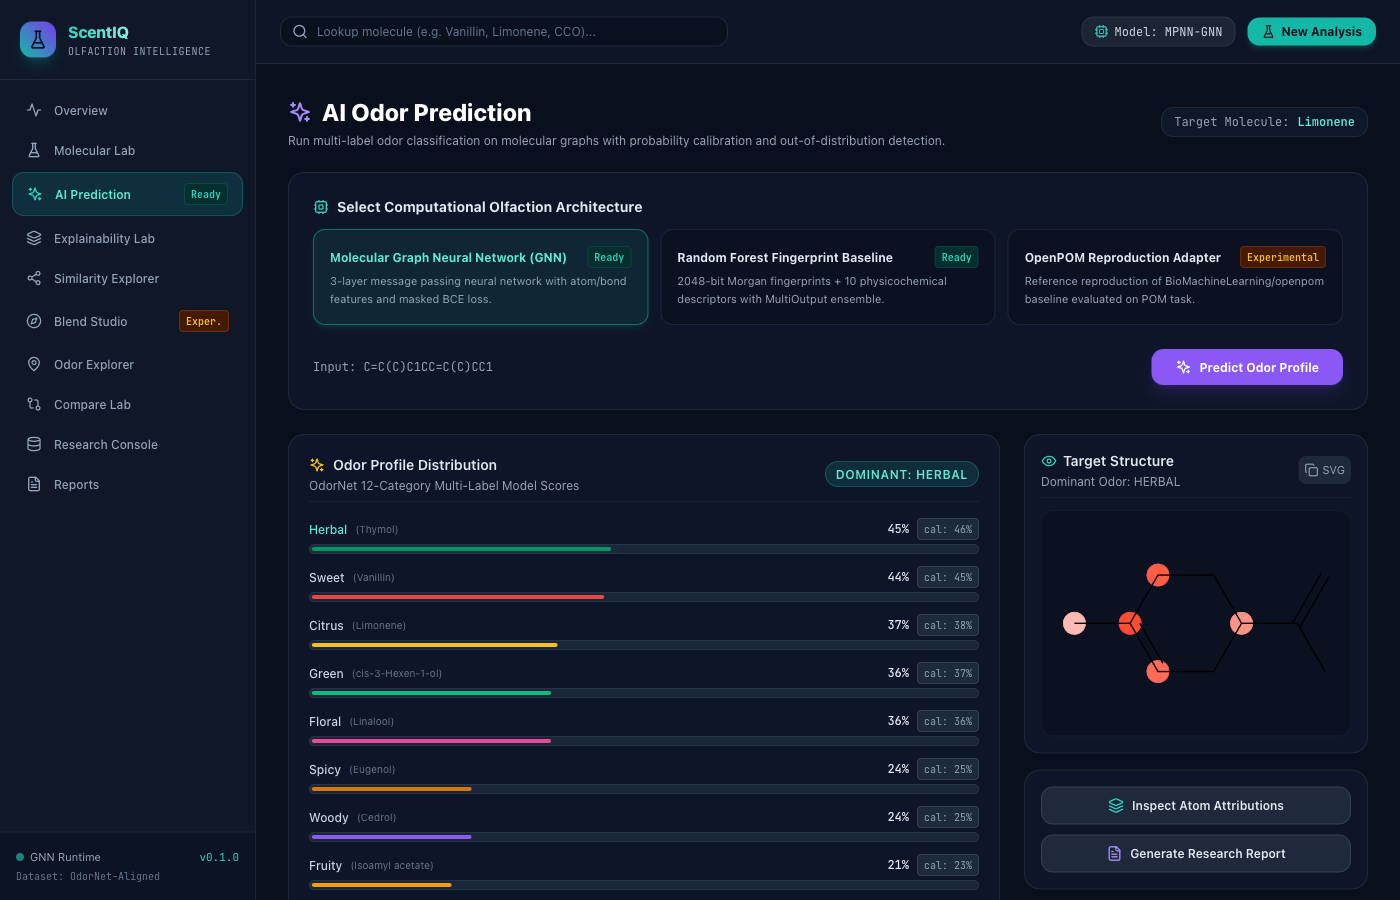 ScentIQ
OLFACTION INTELLIGENCE
Overview
Molecular Lab
AI Prediction
Ready
Explainability Lab
Similarity Explorer
Blend Studio
Exper.
Odor Explorer
Compare Lab
Research Console
Reports
GNN Runtime
v0.1.0
Dataset: OdorNet-Aligned
Lookup molecule (e.g. Vanillin, Limonene, CCO)...
Model: MPNN-GNN
New Analysis
AI Odor Prediction
Run multi-label odor classification on molecular graphs with probability calibration and out-of-distribution detection.
Target Molecule: Limonene
Select Computational Olfaction Architecture
Molecular Graph Neural Network (GNN)
Ready
3-layer message passing neural network with atom/bond
features and masked BCE loss.
Random Forest Fingerprint Baseline
Ready
2048-bit Morgan fingerprints + 10 physicochemical
descriptors with MultiOutput ensemble.
OpenPOM Reproduction Adapter
Experimental
Reference reproduction of BioMachineLearning/openpom
baseline evaluated on POM task.
Input: C=C(C)C1CC=C(C)CC1
Predict Odor Profile
Odor Profile Distribution
OdorNet 12-Category Multi-Label Model Scores
DOMINANT: HERBAL
Herbal (Thymol) 45% cal: 46%
Sweet (Vanillin) 44% cal: 45%
Citrus (Limonene) 37% cal: 38%
Green (cis-3-Hexen-1-ol) 36% cal: 37%
Floral (Linalool) 36% cal: 36%
Spicy (Eugenol) 24% cal: 25%
Woody (Cedrol) 24% cal: 25%
Fruity (Isoamyl acetate) 21% cal: 23%
Target Structure
Dominant Odor: HERBAL
SVG
Inspect Atom Attributions
Generate Research Report